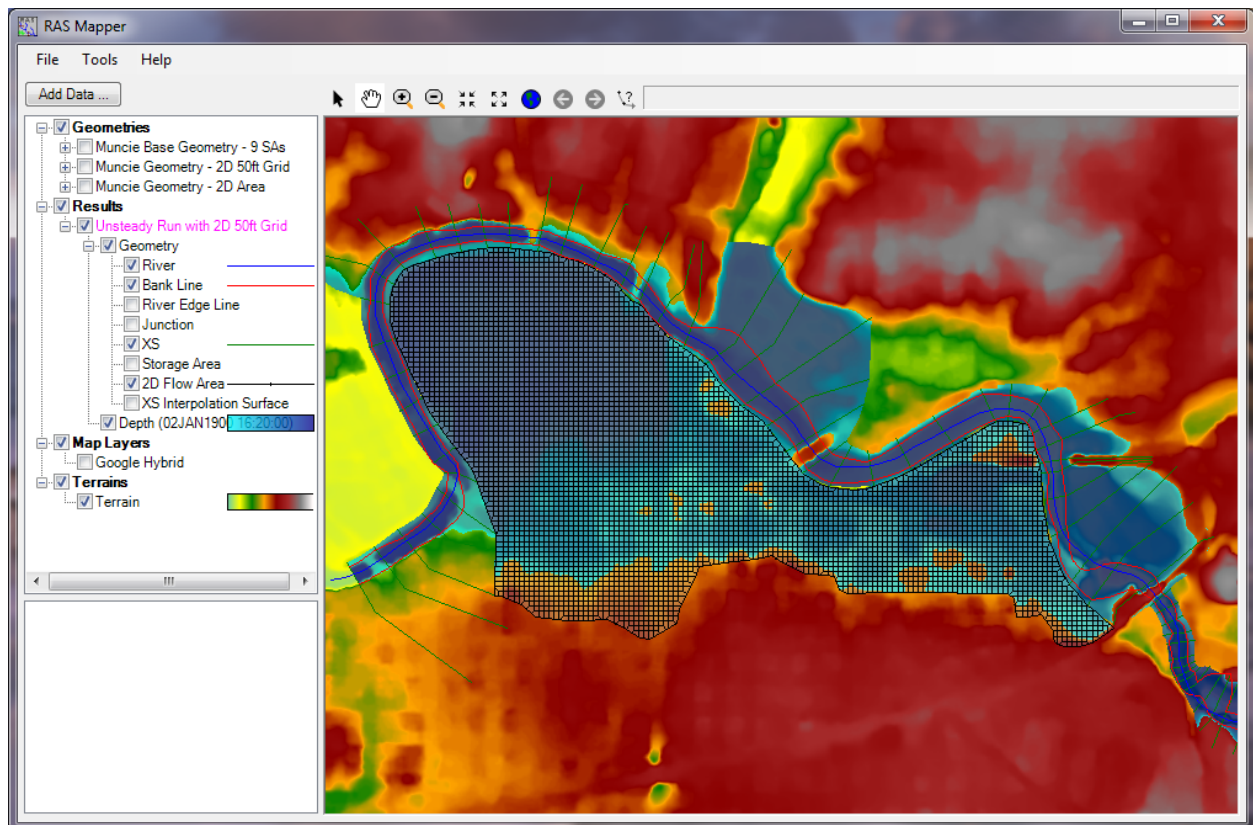 RAS Mapper
File Tools Help
Add Data ...
Geometries
Muncie Base Geometry - 9 SAs
Muncie Geometry - 2D 50ft Grid
Muncie Geometry - 2D Area
Results
Unsteady Run with 2D 50ft Grid
Geometry
River
Bank Line
River Edge Line
Junction
XS
Storage Area
2D Flow Area
XS Interpolation Surface
Depth (02JAN1900 16:20:00)
Map Layers
Google Hybrid
Terrains
Terrain